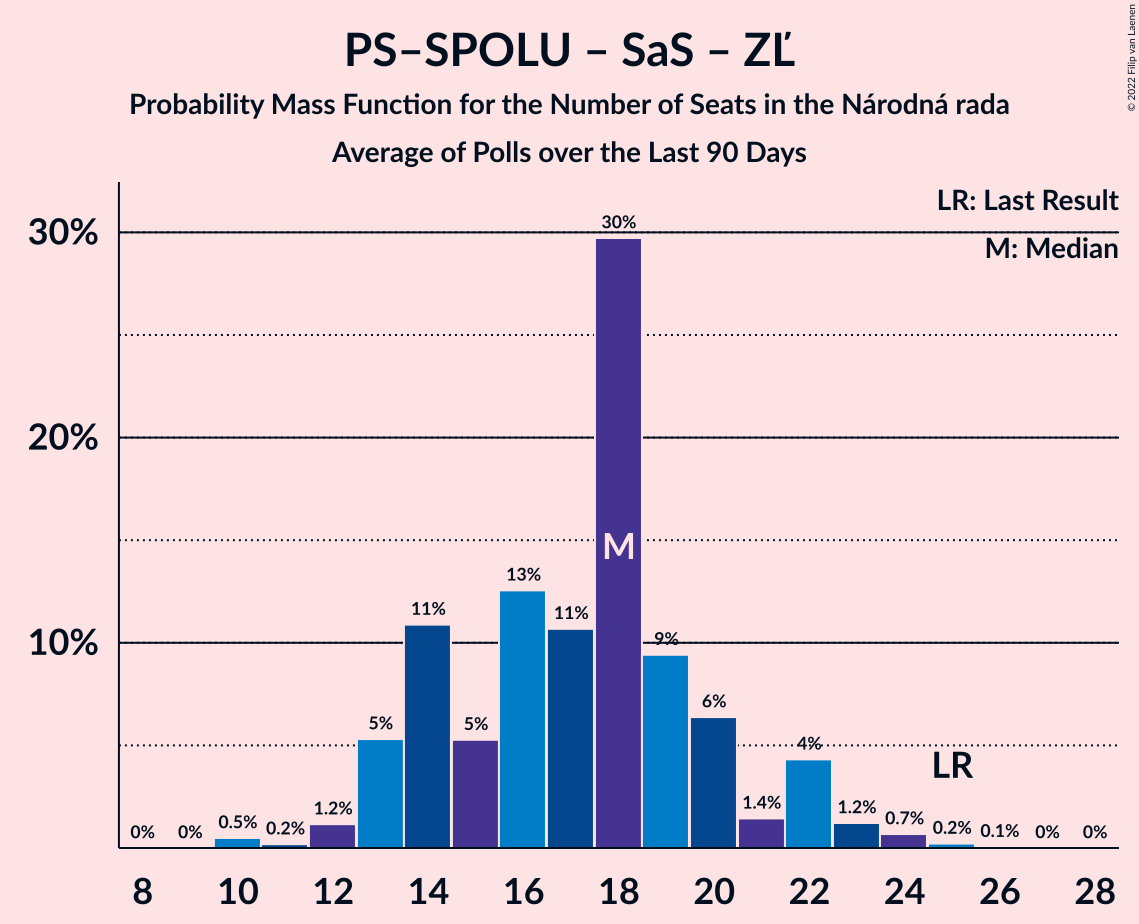 PS–SPOLU – SaS – ZĽ
Probability Mass Function for the Number of Seats in the Národná rada
Average of Polls over the Last 90 Days
© 2022 Filip van Laenen
LR: Last Result
M: Median
30%
20%
10%
0%
0%
0.5%
0.2%
1.2%
5%
11%
5%
13%
11%
30%
9%
6%
1.4%
4%
1.2%
0.7%
0.2%
0.1%
0%
0%
M
LR
8 10 12 14 16 18 20 22 24 26 28